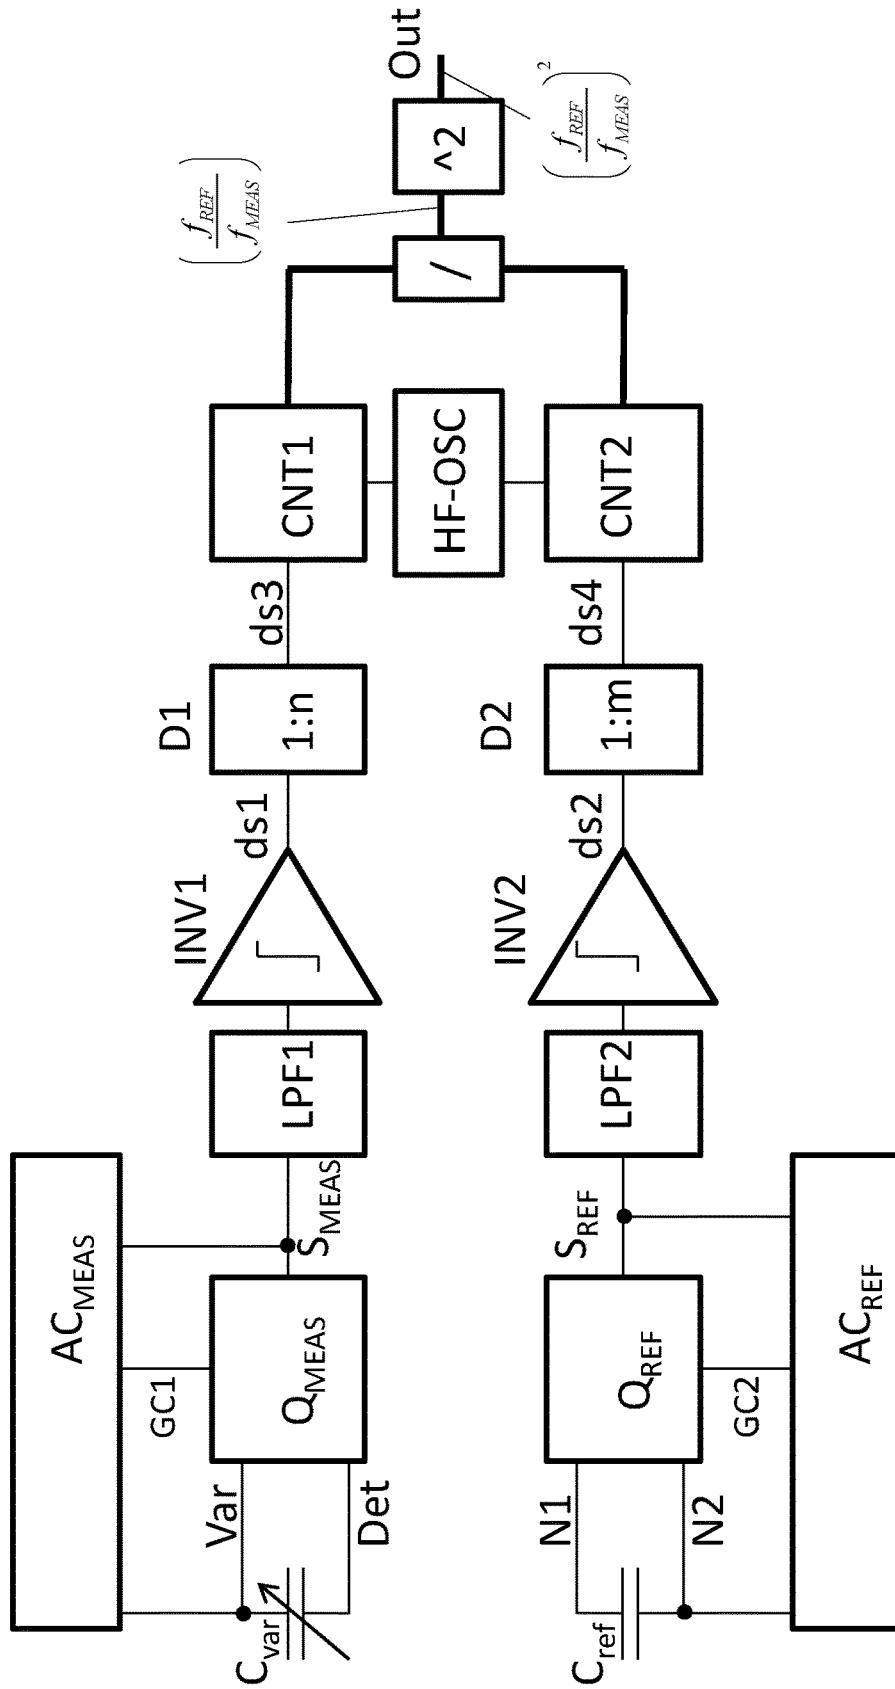 AC_MEAS
GC1
C_var
Var
Det
Q_MEAS
S_MEAS
LPF1
INV1
ds1
D1
1:n
ds3
CNT1
HF-OSC
(f_REF / f_MEAS)
/
^2
Out
(f_REF / f_MEAS)^2
C_ref
N1
N2
Q_REF
GC2
S_REF
LPF2
INV2
ds2
D2
1:m
ds4
CNT2
AC_REF